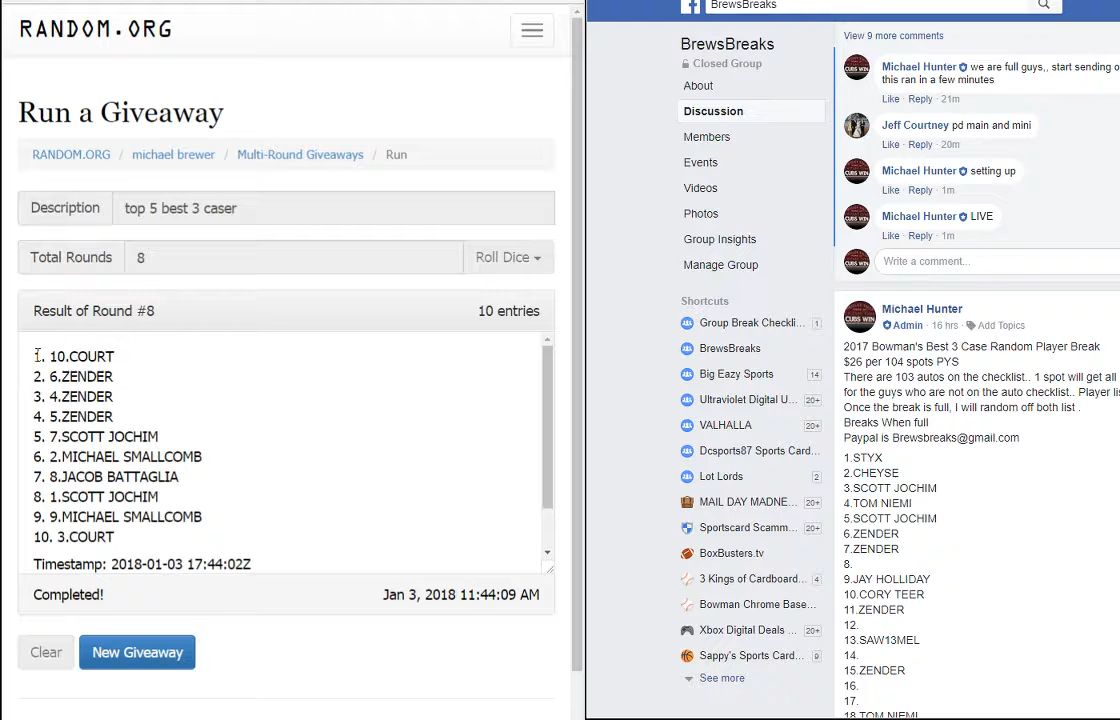 RANDOM.ORG
Run a Giveaway
RANDOM.ORG / michael brewer / Multi-Round Giveaways / Run
Description top 5 best 3 caser
Total Rounds 8 Roll Dice
Result of Round #8 10 entries
1. 10.COURT
2. 6.ZENDER
3. 4.ZENDER
4. 5.ZENDER
5. 7.SCOTT JOCHIM
6. 2.MICHAEL SMALLCOMB
7. 8.JACOB BATTAGLIA
8. 1.SCOTT JOCHIM
9. 9.MICHAEL SMALLCOMB
10. 3.COURT
Timestamp: 2018-01-03 17:44:02Z
Completed! Jan 3, 2018 11:44:09 AM
Clear New Giveaway
BrewsBreaks
BrewsBreaks
Closed Group
About
Discussion
Members
Events
Videos
Photos
Group Insights
Manage Group
Shortcuts
Group Break Checkli... 1
BrewsBreaks
Big Eazy Sports 14
Ultraviolet Digital U... 20+
VALHALLA 20+
Dcsports87 Sports Card...
Lot Lords 2
MAIL DAY MADNE... 20+
Sportscard Scamm... 20+
BoxBusters.tv
3 Kings of Cardboard... 4
Bowman Chrome Base...
Xbox Digital Deals ... 20+
Sappy's Sports Card... 9
See more
View 9 more comments
Michael Hunter we are full guys,, start sending o
this ran in a few minutes
Like · Reply · 21m
Jeff Courtney pd main and mini
Like · Reply · 20m
Michael Hunter setting up
Like · Reply · 1m
Michael Hunter LIVE
Like · Reply · 1m
Write a comment...
Michael Hunter
Admin · 16 hrs · Add Topics
2017 Bowman's Best 3 Case Random Player Break
$26 per 104 spots PYS
There are 103 autos on the checklist.. 1 spot will get all
for the guys who are not on the auto checklist.. Player lis
Once the break is full, I will random off both list .
Breaks When full
Paypal is Brewsbreaks@gmail.com
1.STYX
2.CHEYSE
3.SCOTT JOCHIM
4.TOM NIEMI
5.SCOTT JOCHIM
6.ZENDER
7.ZENDER
8.
9.JAY HOLLIDAY
10.CORY TEER
11.ZENDER
12.
13.SAW13MEL
14.
15.ZENDER
16.
17.
18.TOM NIEMI